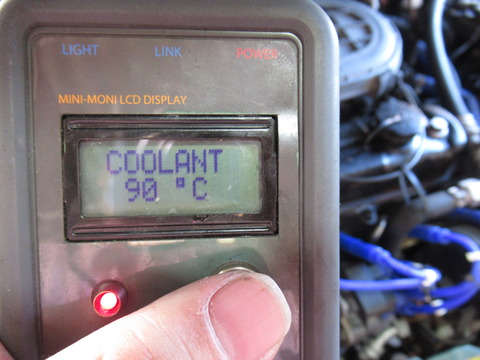 LIGHT LINK POWER
MINI-MONI LCD DISPLAY
COOLANT
90 °C